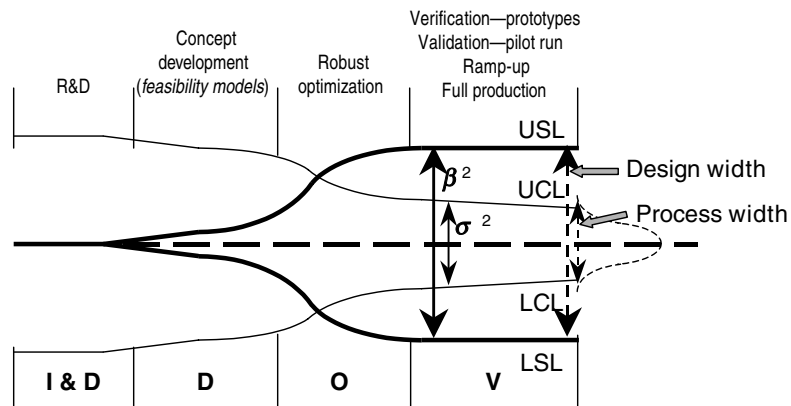 R&D
Concept
development
(feasibility models)
Robust
optimization
Verification—prototypes
Validation—pilot run
Ramp-up
Full production
USL
Design width
β²
UCL
Process width
σ²
LCL
LSL
I & D
D
O
V